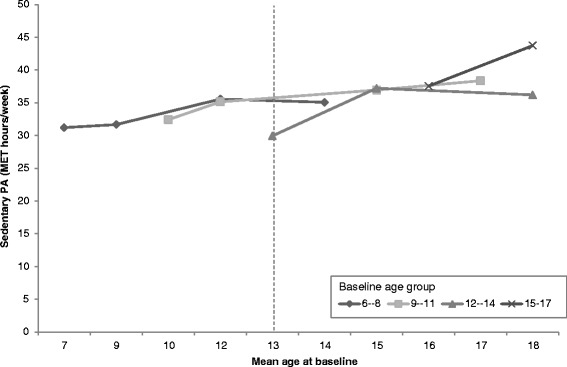 Sedentary PA (MET hours/week)
50
45
40
35
30
25
20
15
10
5
0
7 9 10 12 13 14 15 16 17 18
Mean age at baseline
Baseline age group
6--8 9--11 12--14 15-17